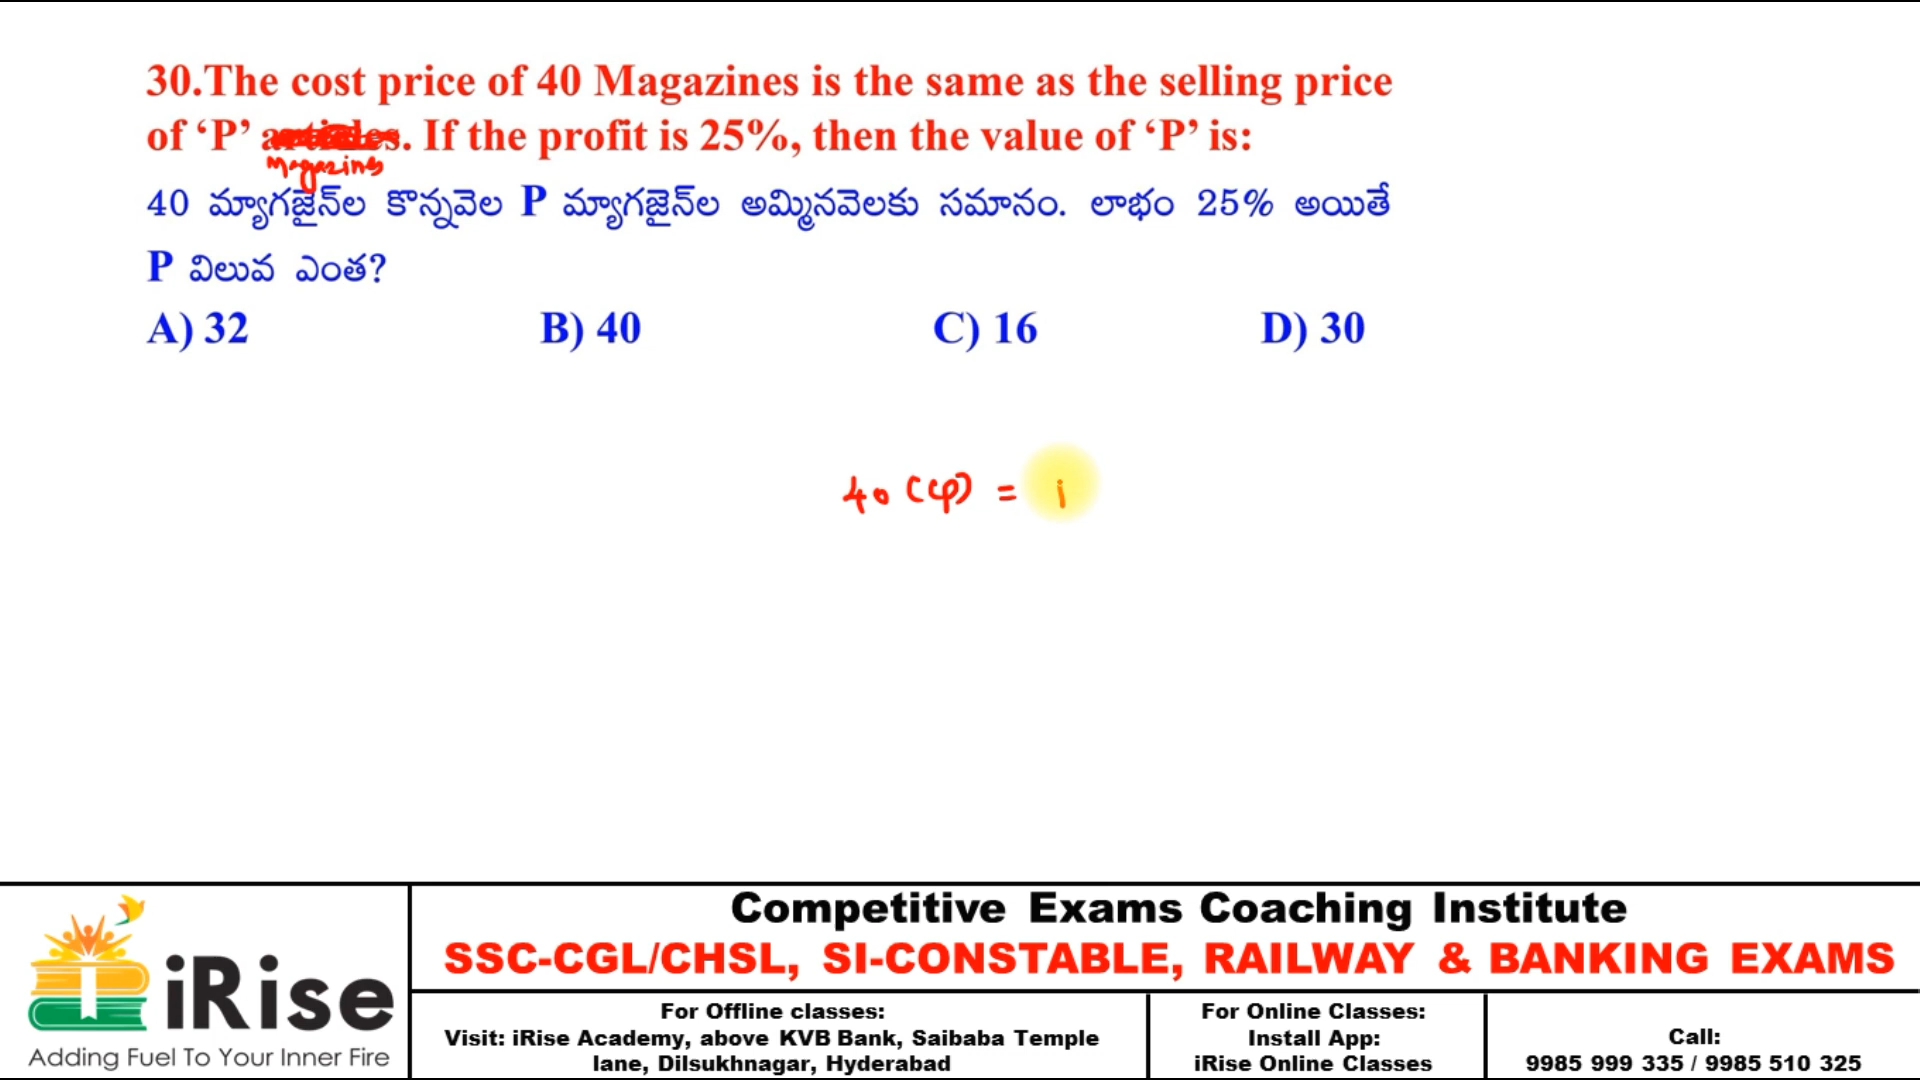 30.The cost price of 40 Magazines is the same as the selling price
of ‘P’ articles. If the profit is 25%, then the value of ‘P’ is:
Magazines
40 మ్యాగజైన్‌ల కొన్నవెల P మ్యాగజైన్‌ల అమ్మినవెలకు సమానం. లాభం 25% అయితే
P విలువ ఎంత?
A) 32 B) 40 C) 16 D) 30
40 (CP) =
iRise
Adding Fuel To Your Inner Fire
Competitive Exams Coaching Institute
SSC-CGL/CHSL, SI-CONSTABLE, RAILWAY & BANKING EXAMS
For Offline classes:
Visit: iRise Academy, above KVB Bank, Saibaba Temple
lane, Dilsukhnagar, Hyderabad
For Online Classes:
Install App:
iRise Online Classes
Call:
9985 999 335 / 9985 510 325